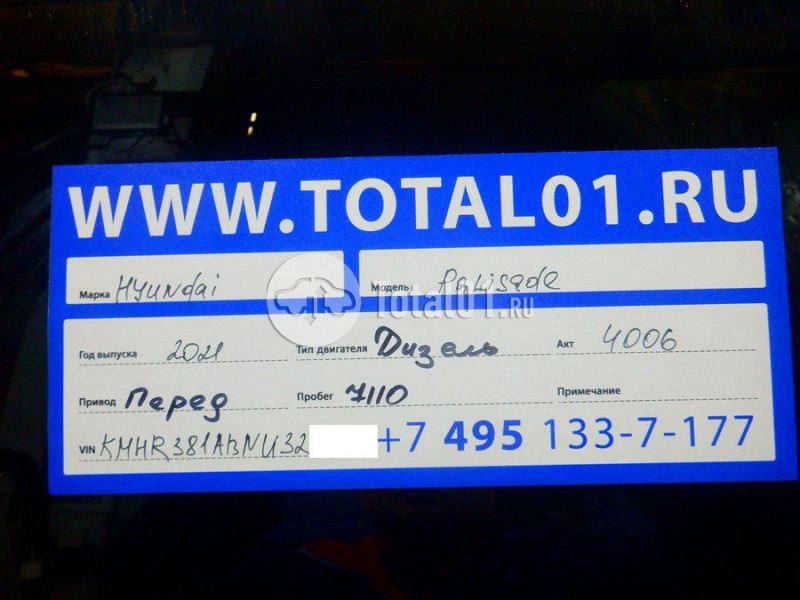 WWW.TOTAL01.RU
Марка Hyundai Модель Palisade
Total01.RU
Год выпуска 2021 Тип двигателя Дизель Акт 4006
Привод Перед Пробег 7110 Примечание
VIN KMHR381ABNU32 +7 495 133-7-177